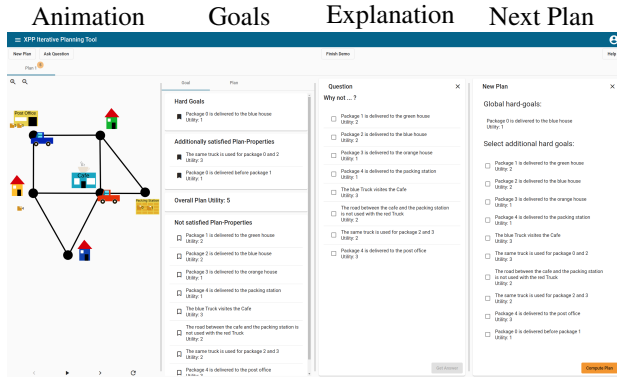 Animation Goals Explanation Next Plan
XPP Iterative Planning Tool
New Plan Ask Question Finish Demo Help
Plan 1
Post Office
Cafe
Packing Station
Goal Plan
Hard Goals
Package 0 is delivered to the blue house
Utility: 1
Additionally satisfied Plan-Properties
The same truck is used for package 0 and 2
Utility: 3
Package 0 is delivered before package 1
Utility: 1
Overall Plan Utility: 5
Not satisfied Plan-Properties
Package 1 is delivered to the green house
Utility: 2
Package 2 is delivered to the blue house
Utility: 2
Package 3 is delivered to the orange house
Utility: 1
Package 4 is delivered to the packing station
Utility: 1
The blue Truck visits the Cafe
Utility: 3
The road between the cafe and the packing station is
not used with the red Truck
Utility: 2
The same truck is used for package 2 and 3
Utility: 2
Package 4 is delivered to the post office
Question
Why not ... ?
Package 1 is delivered to the green house
Utility: 2
Package 2 is delivered to the blue house
Utility: 2
Package 3 is delivered to the orange house
Utility: 1
Package 4 is delivered to the packing station
Utility: 1
The blue Truck visits the Cafe
Utility: 3
The road between the cafe and the packing station
is not used with the red Truck
Utility: 2
The same truck is used for package 2 and 3
Utility: 2
Package 4 is delivered to the post office
Utility: 3
Get Answer
New Plan
Global hard-goals:
Package 0 is delivered to the blue house
Utility: 1
Select additional hard goals:
Package 1 is delivered to the green house
Utility: 2
Package 2 is delivered to the blue house
Utility: 2
Package 3 is delivered to the orange house
Utility: 1
Package 4 is delivered to the packing station
Utility: 1
The blue Truck visits the Cafe
Utility: 3
The same truck is used for package 0 and 2
Utility: 3
The road between the cafe and the packing station
is not used with the red Truck
Utility: 2
The same truck is used for package 2 and 3
Utility: 2
Package 4 is delivered to the post office
Utility: 3
Package 0 is delivered before package 1
Utility: 1
Compute Plan